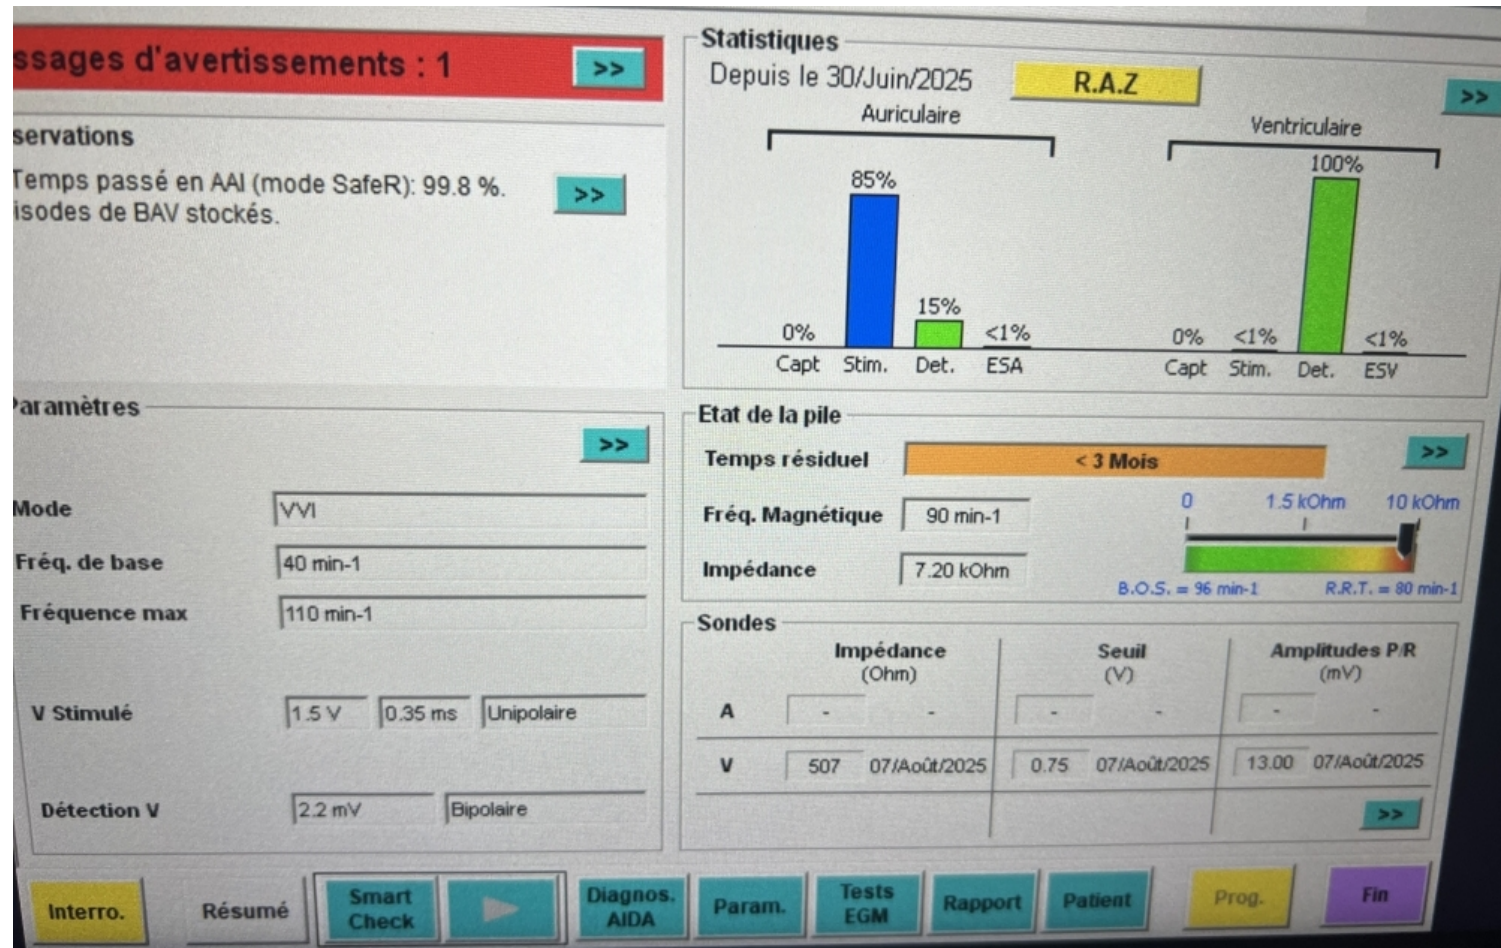 ssages d'avertissements : 1 >>
servations
Temps passé en AAI (mode SafeR): 99.8 %. >>
isodes de BAV stockés.
Statistiques
Depuis le 30/Juin/2025 R.A.Z >>
Auriculaire Ventriculaire
85% 100%
15%
0% <1% 0% <1% <1%
Capt Stim. Det. ESA Capt Stim. Det. ESV
Paramètres
>>
Mode VVI
Fréq. de base 40 min-1
Fréquence max 110 min-1
V Stimulé 1.5 V 0.35 ms Unipolaire
Détection V 2.2 mV Bipolaire
Etat de la pile
Temps résiduel < 3 Mois >>
Fréq. Magnétique 90 min-1 0 1.5 kOhm 10 kOhm
Impédance 7.20 kOhm
B.O.S. = 96 min-1 R.R.T. = 80 min-1
Sondes
Impédance Seuil Amplitudes P/R
(Ohm) (V) (mV)
A - - - - - -
V 507 07/Août/2025 0.75 07/Août/2025 13.00 07/Août/2025
>>
Interro. Résumé Smart Check Diagnos. AIDA Param. Tests EGM Rapport Patient Prog. Fin